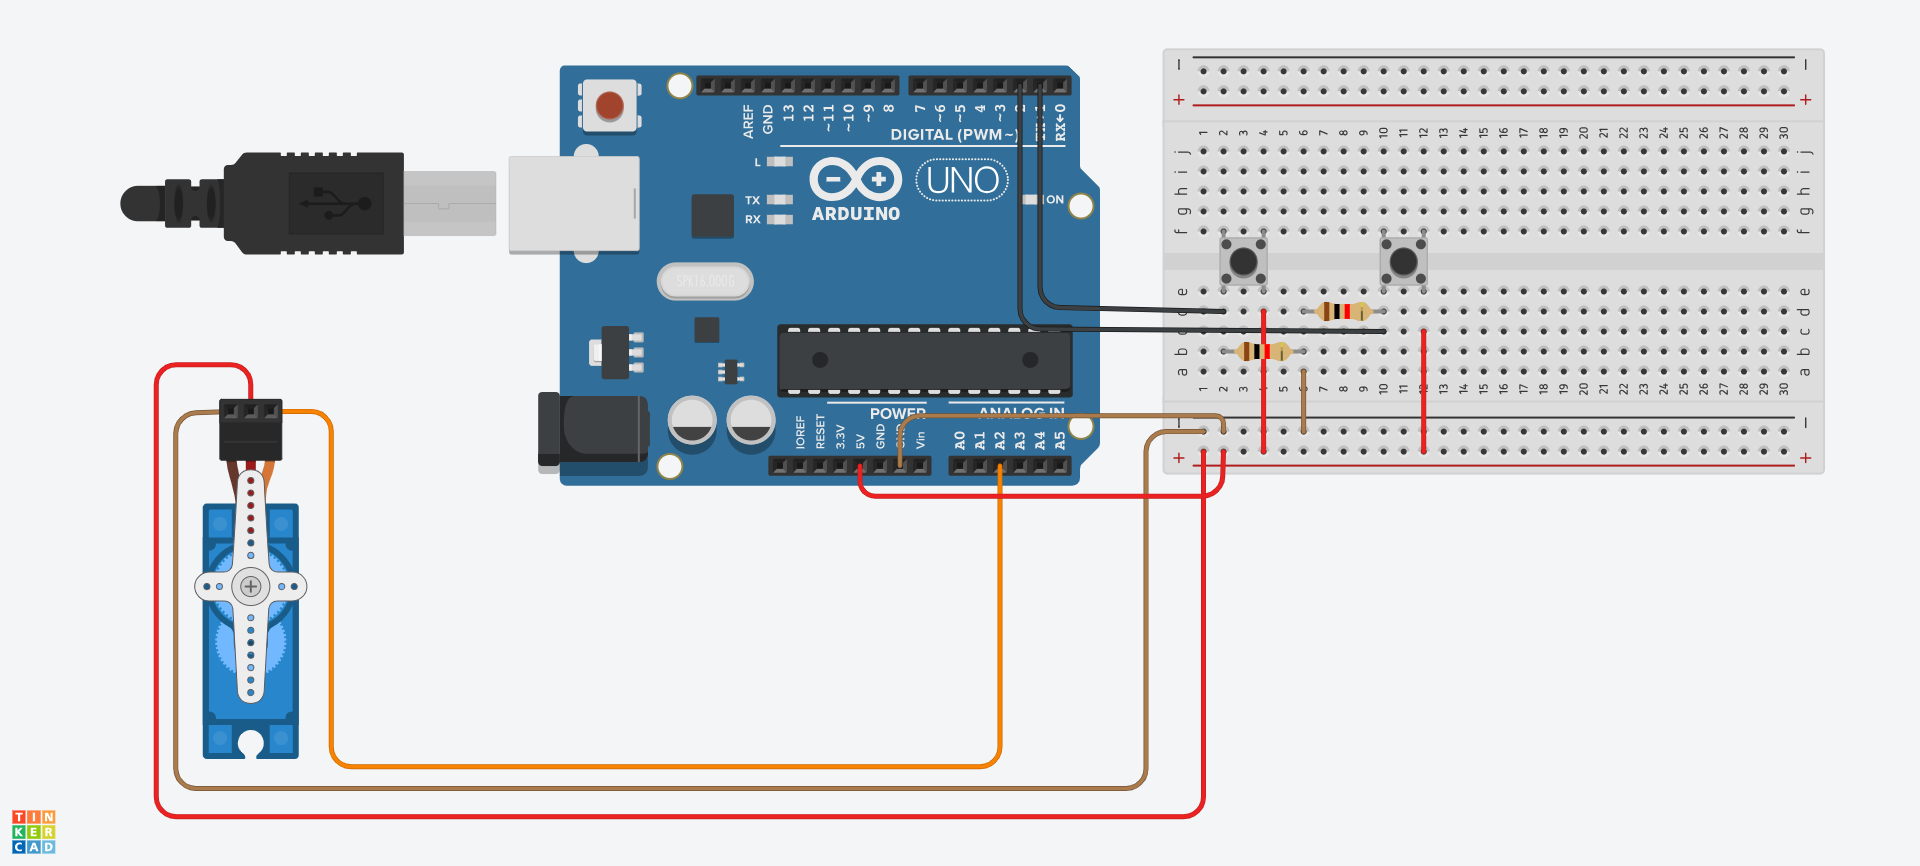 AREF GND 13 12 ~11 ~10 ~9 8 7 ~6 ~5 4 ~3 2 RX←0
DIGITAL (PWM ~)
L
TX
RX
UNO
ON
ARDUINO
SPK16.000G
POWER
ANALOG IN
IOREF RESET 3.3V 5V GND GND Vin A0 A1 A2 A3 A4 A5
− −
+ +
1 2 3 4 5 6 7 8 9 10 11 12 13 14 15 16 17 18 19 20 21 22 23 24 25 26 27 28 29 30
j j
i i
h h
g g
f f
e e
d
c c
b b
a a
1 2 3 4 5 6 7 8 9 10 11 12 13 14 15 16 17 18 19 20 21 22 23 24 25 26 27 28 29 30
− −
+ +
TIN
KER
CAD